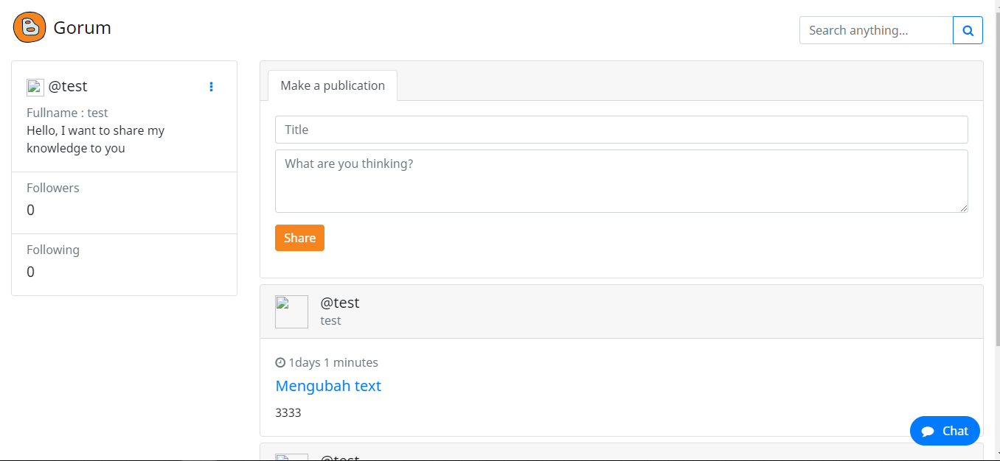 Gorum
Search anything...
@test
Fullname : test
Hello, I want to share my
knowledge to you
Followers
0
Following
0
Make a publication
Title
What are you thinking?
Share
@test
test
1days 1 minutes
Mengubah text
3333
Chat
@test